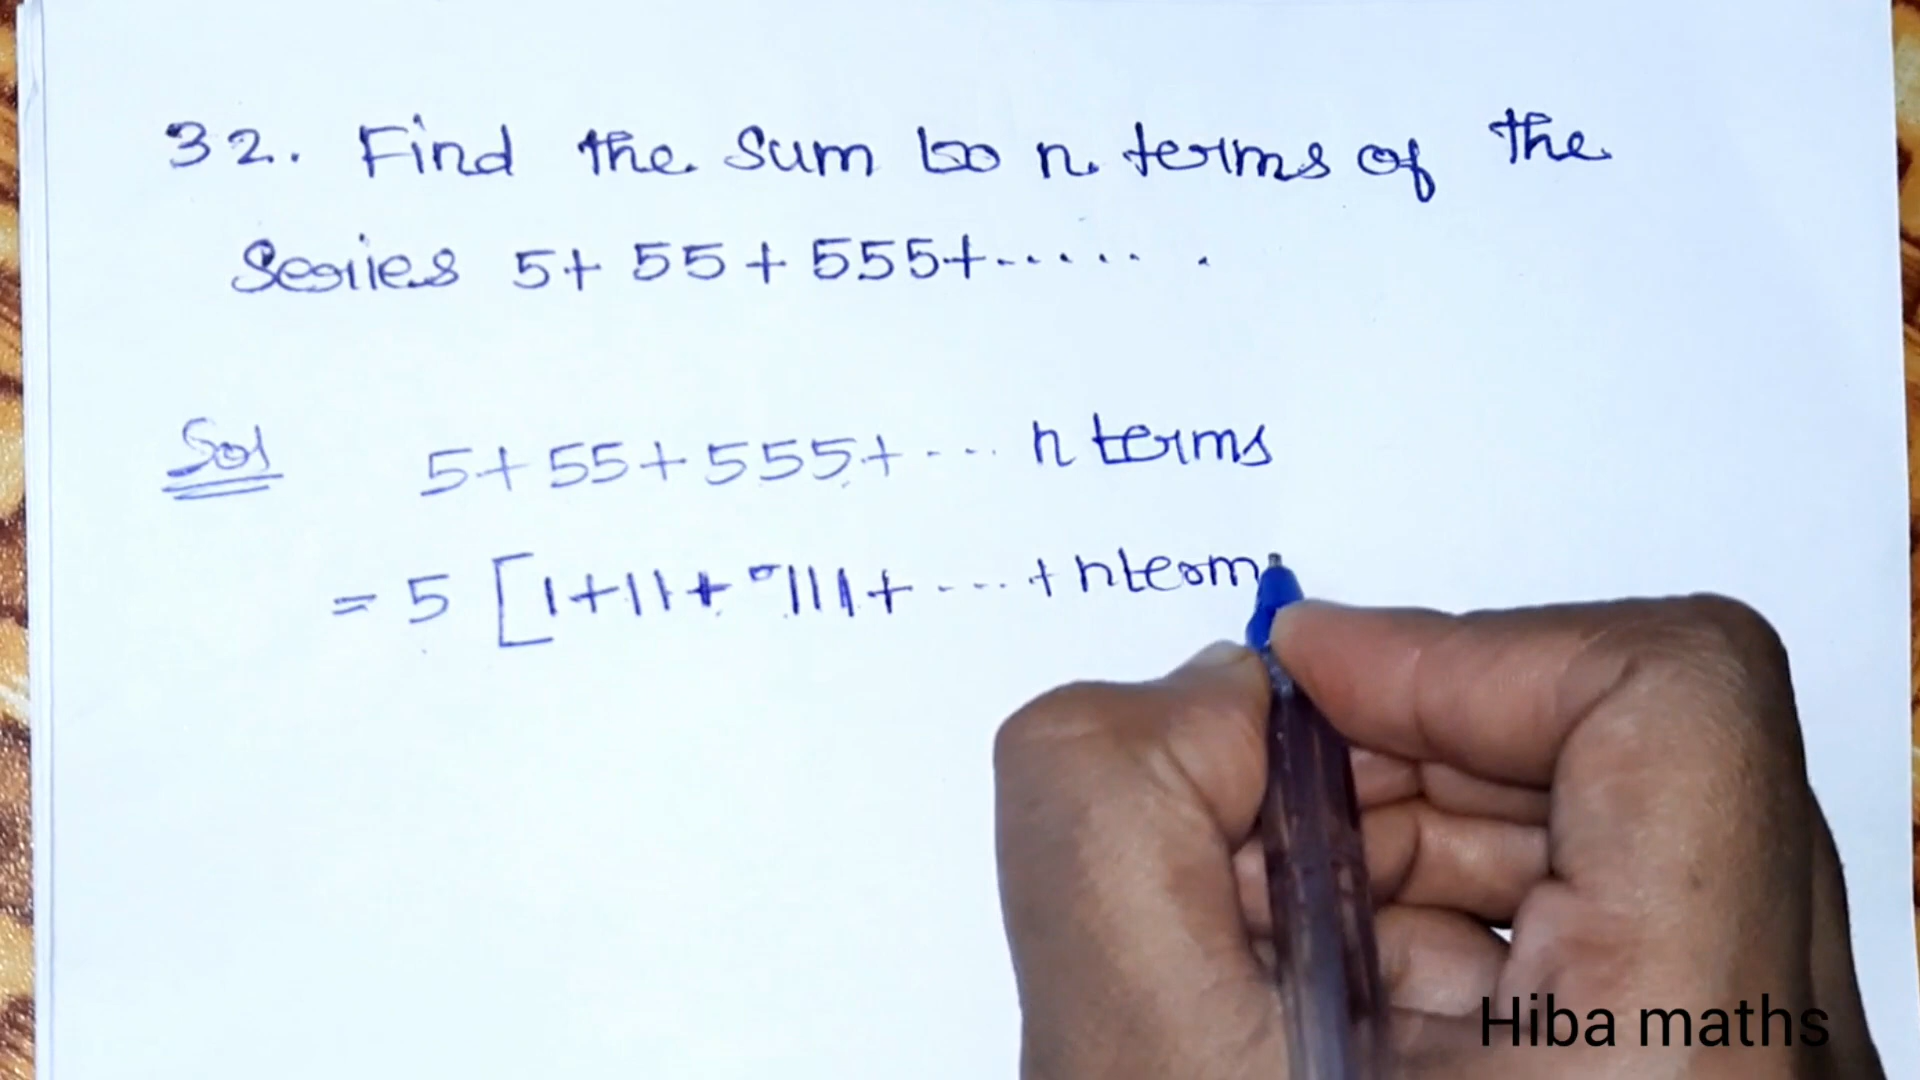 32. Find the sum to n terms of the
Series 5+ 55 + 555+...... .
Sol 5+55+555+ ... n terms
= 5 [1+11+ 111+ ... + nterm
Hiba maths